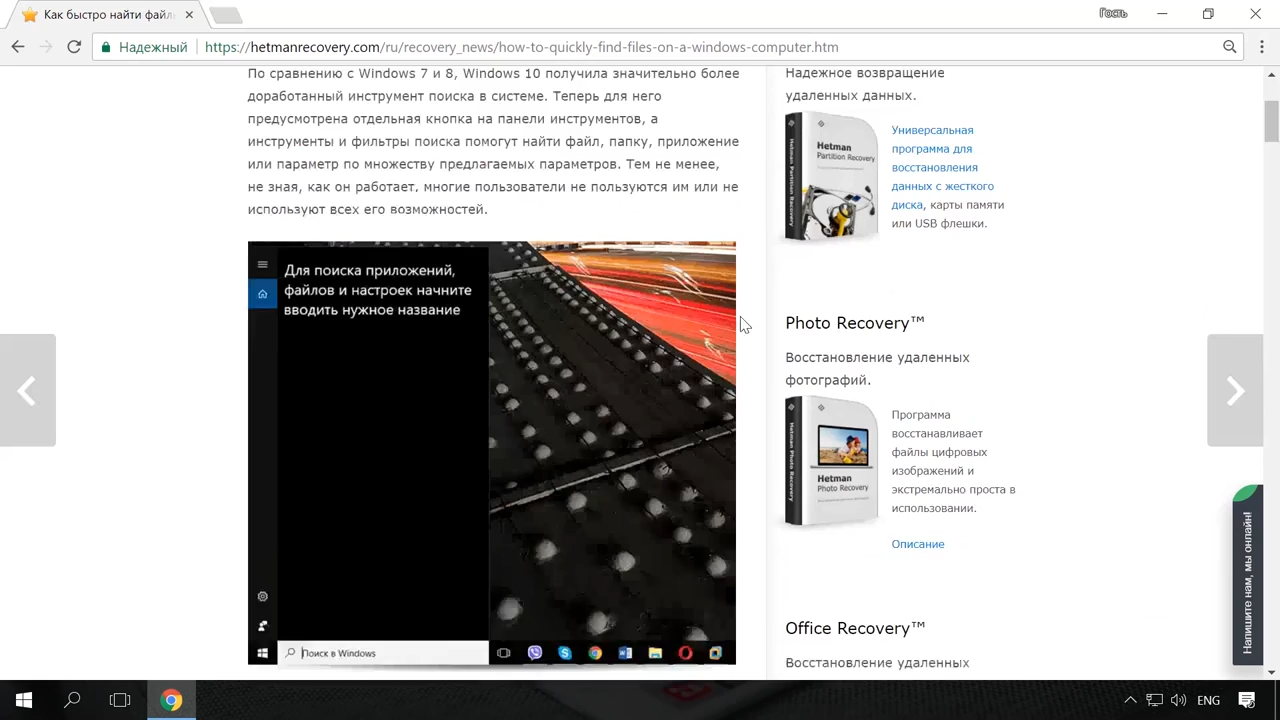 Как быстро найти файл
Гость
Надежный
https://hetmanrecovery.com/ru/recovery_news/how-to-quickly-find-files-on-a-windows-computer.htm
По сравнению с Windows 7 и 8, Windows 10 получила значительно более
доработанный инструмент поиска в системе. Теперь для него
предусмотрена отдельная кнопка на панели инструментов, а
инструменты и фильтры поиска помогут найти файл, папку, приложение
или параметр по множеству предлагаемых параметров. Тем не менее,
не зная, как он работает, многие пользователи не пользуются им или не
используют всех его возможностей.
Для поиска приложений,
файлов и настроек начните
вводить нужное название
Поиск в Windows
Надежное возвращение
удаленных данных.
Hetman
Partition Recovery
Hetman Partition Recovery
Универсальная
программа для
восстановления
данных с жесткого
диска, карты памяти
или USB флешки.
Photo Recovery™
Восстановление удаленных
фотографий.
Hetman
Photo Recovery
Hetman Photo Recovery
Программа
восстанавливает
файлы цифровых
изображений и
экстремально проста в
использовании.
Описание
Office Recovery™
Восстановление удаленных
Напишите нам, мы онлайн!
ENG